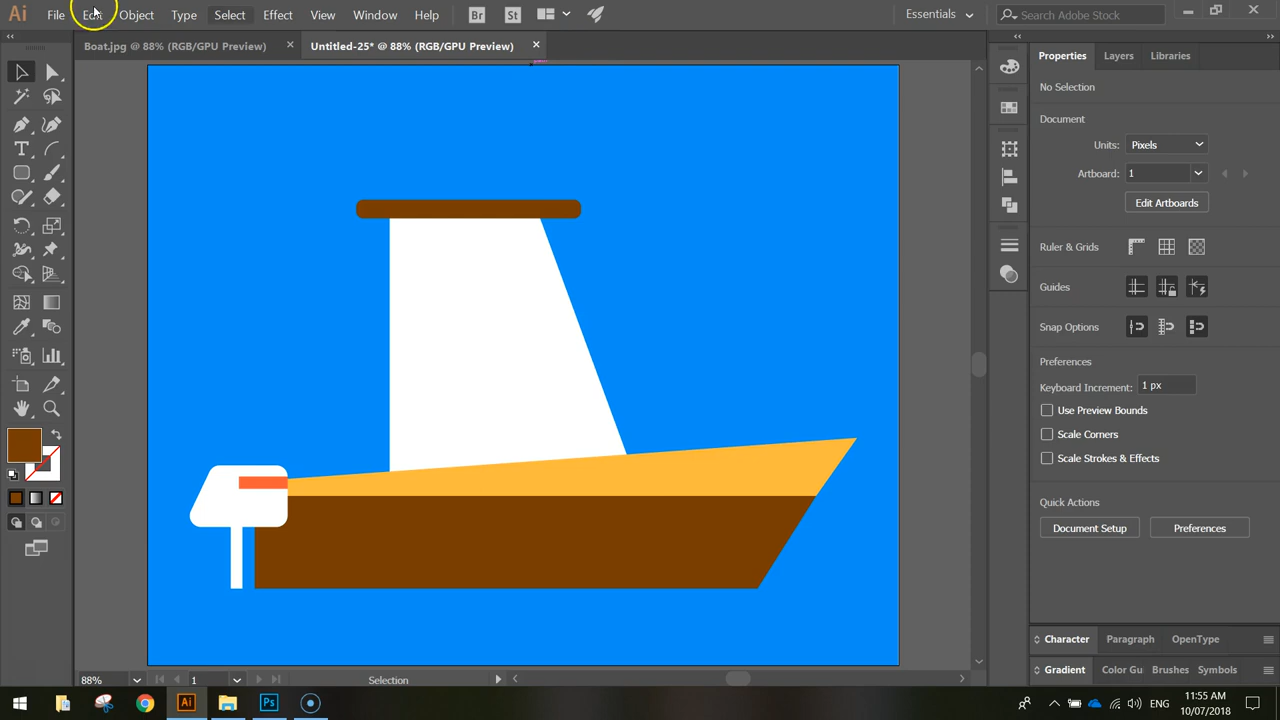 Ai File Edit Object Type Select Effect View Window Help Br St Essentials Search Adobe Stock
Boat.jpg @ 88% (RGB/GPU Preview) Untitled-25* @ 88% (RGB/GPU Preview)
Properties Layers Libraries
No Selection
Document
Units: Pixels
Artboard: 1
Edit Artboards
Ruler & Grids
Guides
Snap Options
Preferences
Keyboard Increment: 1 px
Use Preview Bounds
Scale Corners
Scale Strokes & Effects
Quick Actions
Document Setup Preferences
Character Paragraph OpenType
Gradient Color Gu Brushes Symbols
88% 1 Selection
Ai Ps ENG
11:55 AM
10/07/2018